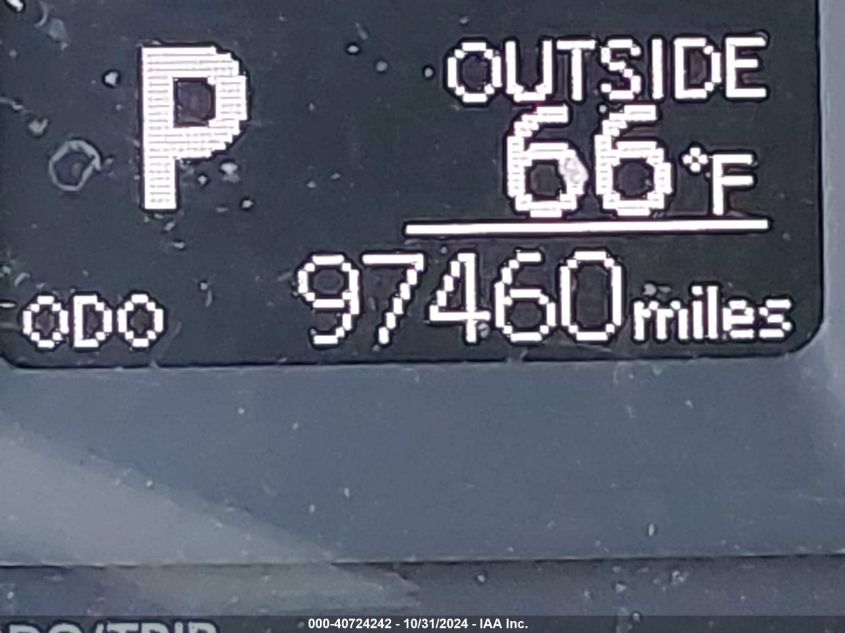 P
OUTSIDE
66°F
ODO 97460 miles
000-40724242 - 10/31/2024 - IAA Inc.